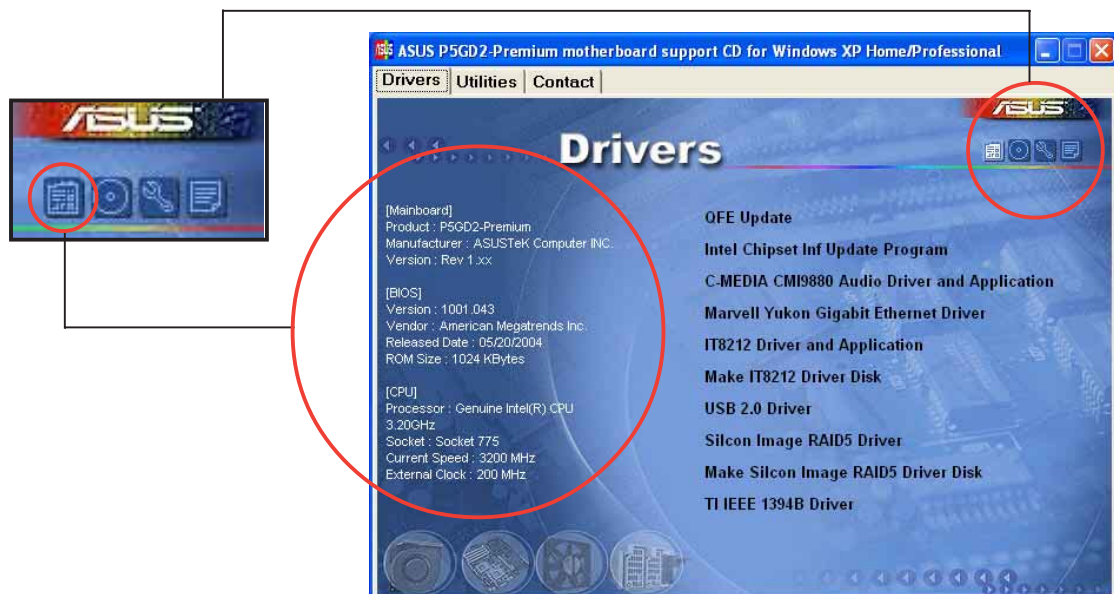 ASUS P5GD2-Premium motherboard support CD for Windows XP Home/Professional
Drivers Utilities Contact
ASUS
ASUS
Drivers
[Mainboard]
Product : P5GD2-Premium
Manufacturer : ASUSTeK Computer INC.
Version : Rev 1.xx
[BIOS]
Version : 1001.043
Vendor : American Megatrends Inc.
Released Date : 05/20/2004
ROM Size : 1024 KBytes
[CPU]
Processor : Genuine Intel(R) CPU
3.20GHz
Socket : Socket 775
Current Speed : 3200 MHz
External Clock : 200 MHz
QFE Update
Intel Chipset Inf Update Program
C-MEDIA CMI9880 Audio Driver and Application
Marvell Yukon Gigabit Ethernet Driver
IT8212 Driver and Application
Make IT8212 Driver Disk
USB 2.0 Driver
Silcon Image RAID5 Driver
Make Silcon Image RAID5 Driver Disk
TI IEEE 1394B Driver